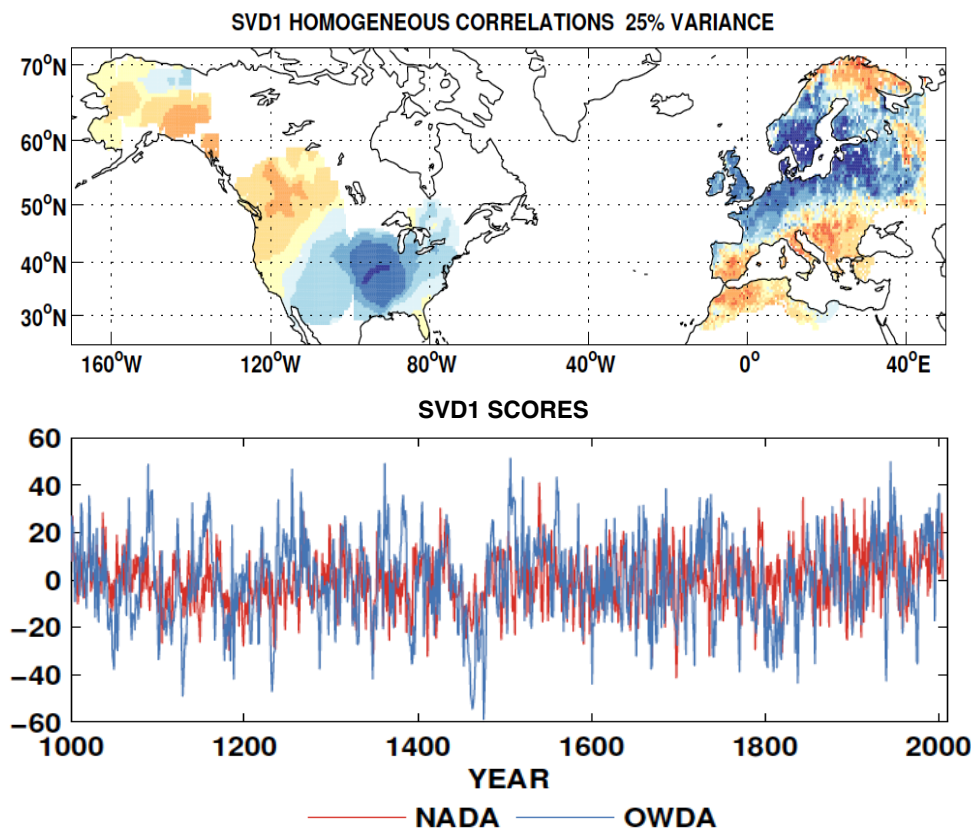 SVD1 HOMOGENEOUS CORRELATIONS 25% VARIANCE
70°N
60°N
50°N
40°N
30°N
160°W 120°W 80°W 40°W 0° 40°E
SVD1 SCORES
60
40
20
0
−20
−40
−60
1000 1200 1400 1600 1800 2000
YEAR
NADA OWDA